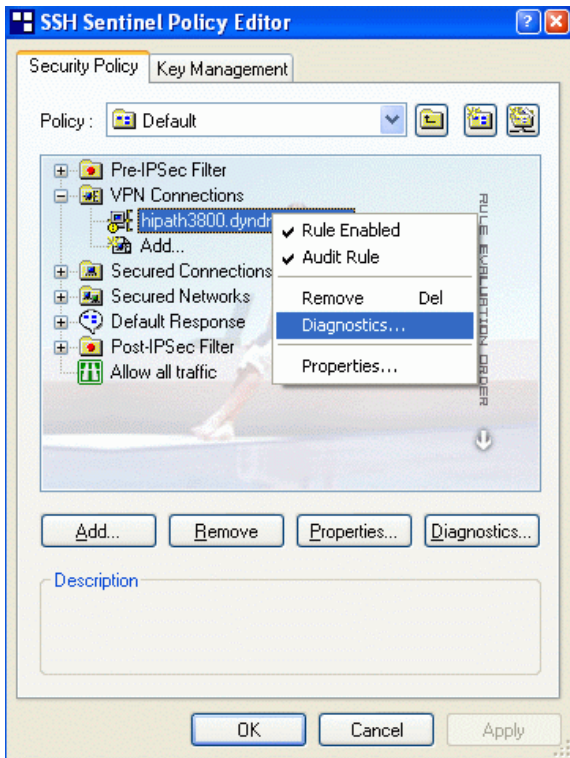 SSH Sentinel Policy Editor
Security Policy
Key Management
Policy :
Default
Pre-IPSec Filter
VPN Connections
hipath3800.dyndn
Add...
Secured Connections
Secured Networks
Default Response
Post-IPSec Filter
Allow all traffic
Rule Enabled
Audit Rule
Remove Del
Diagnostics...
Properties...
RULE EVALUATION ORDER
Add...
Remove
Properties...
Diagnostics...
Description
OK
Cancel
Apply